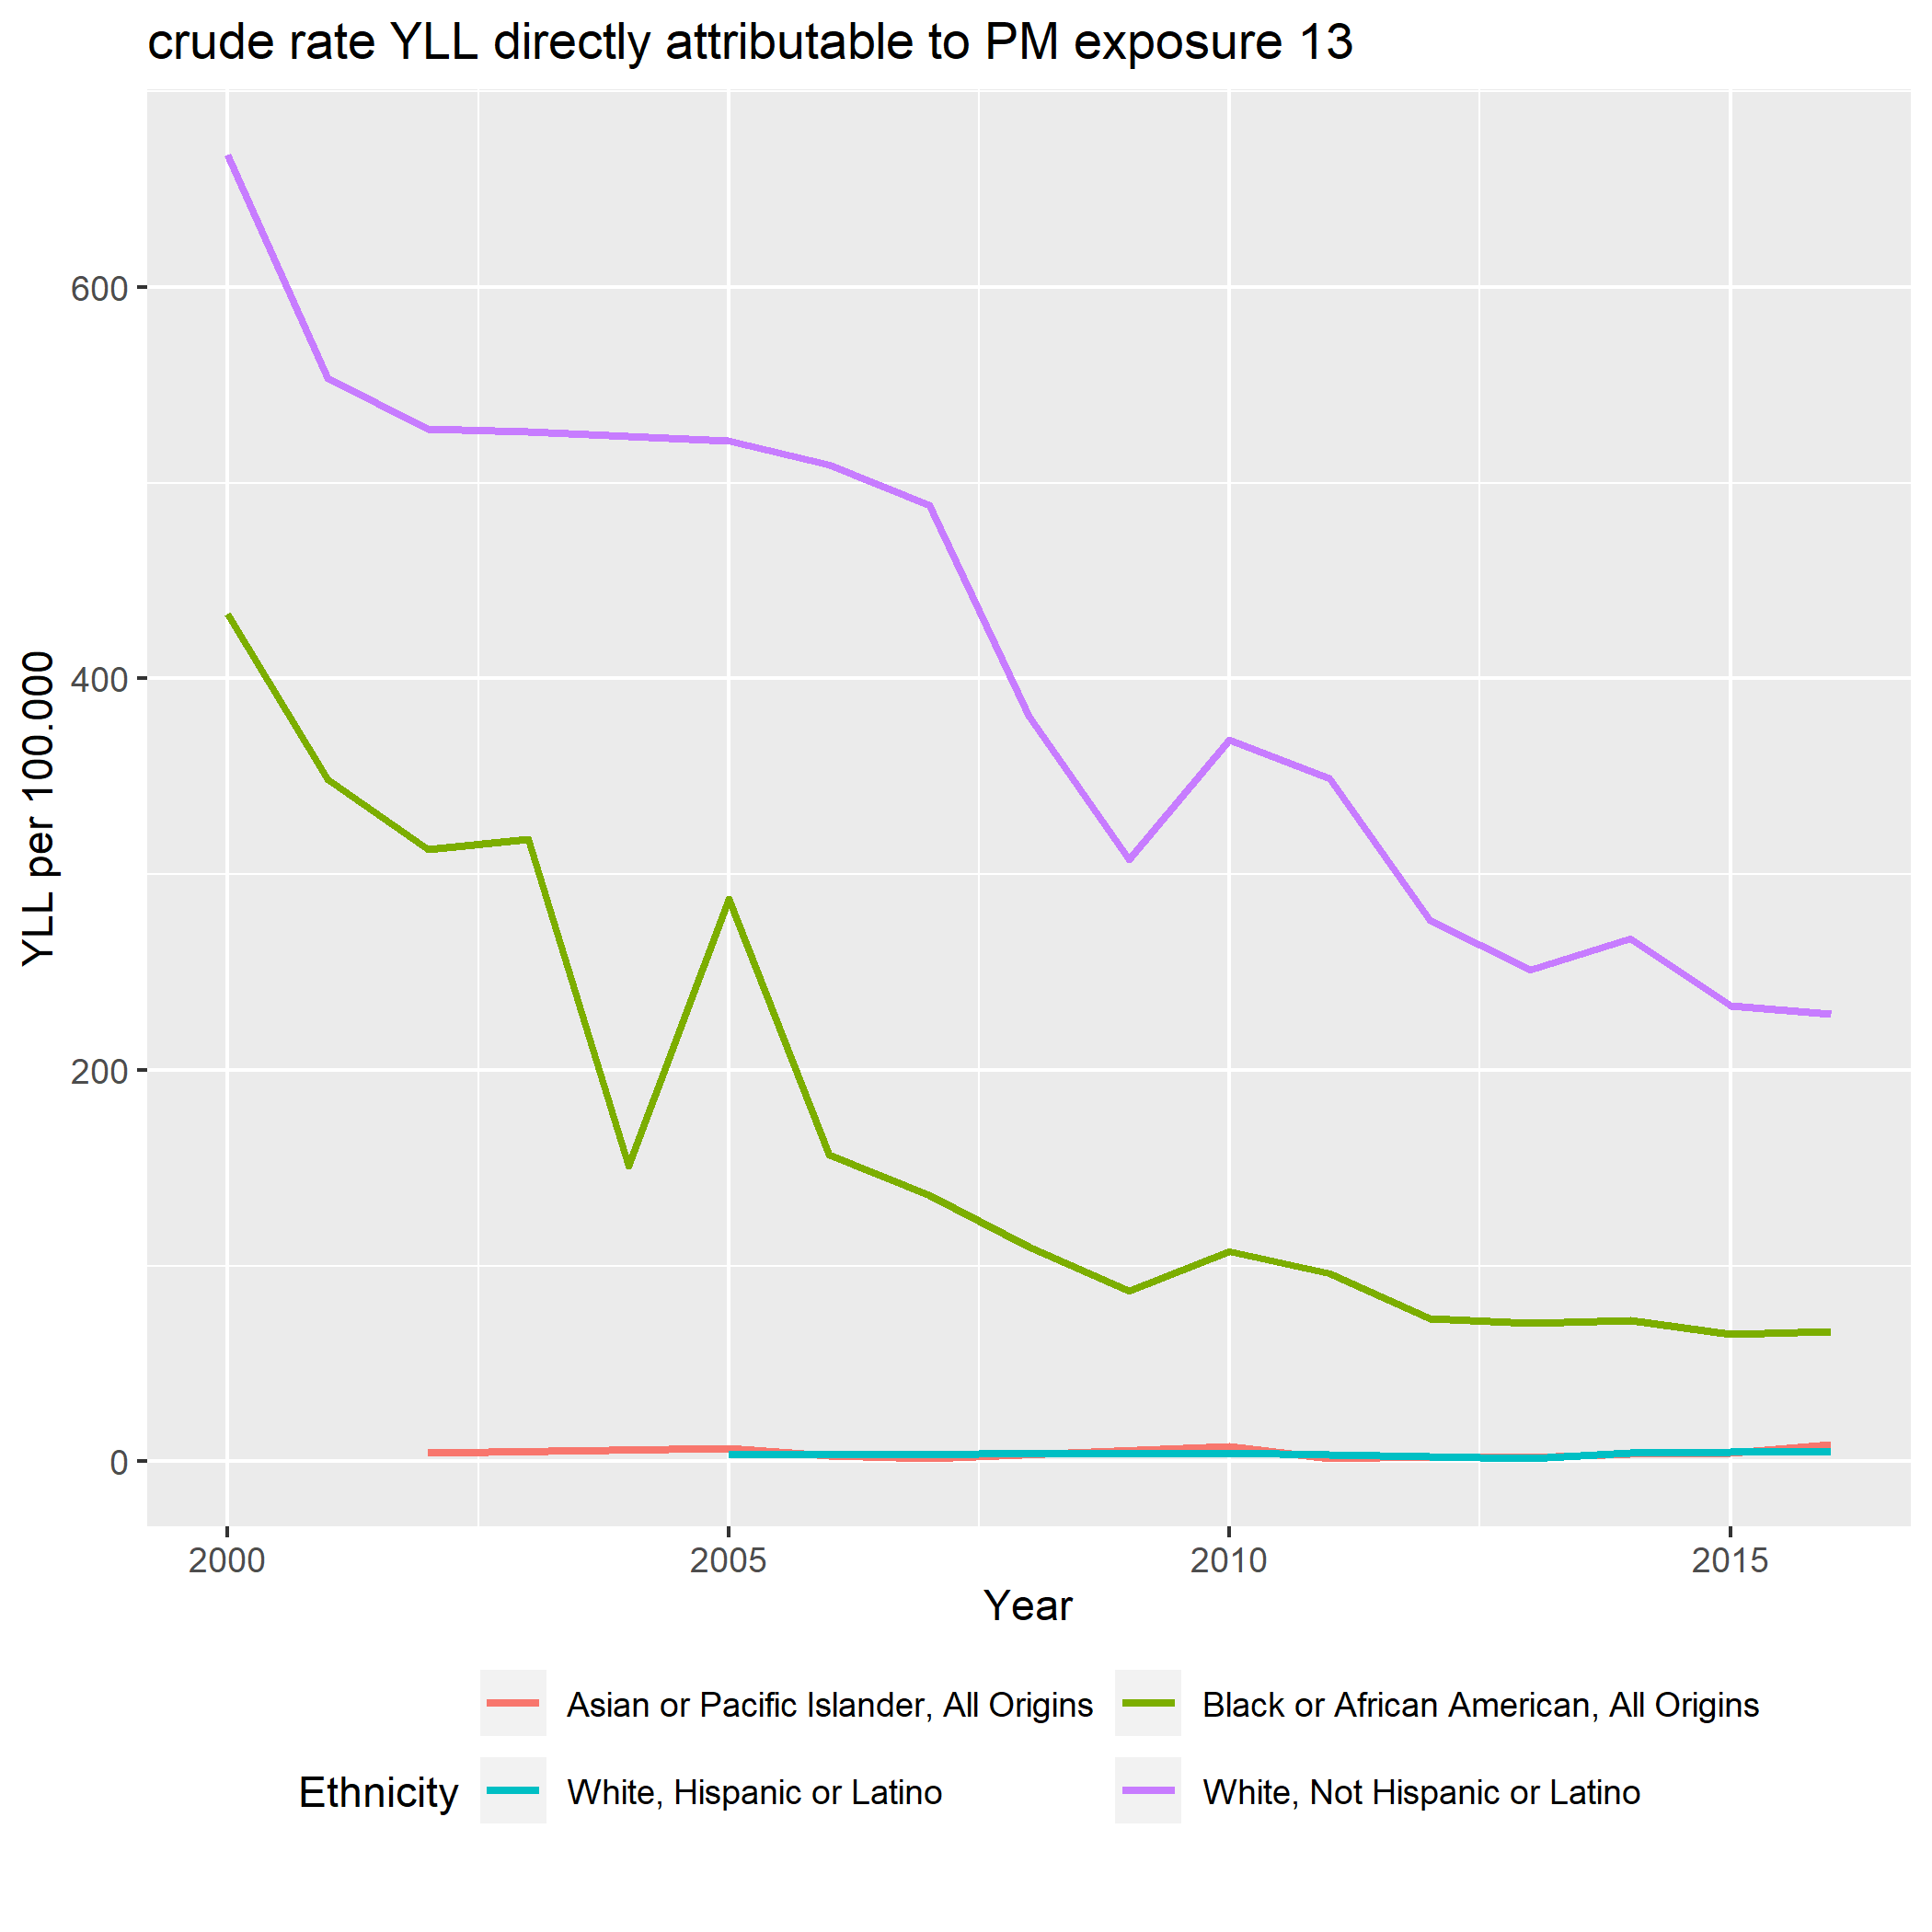 crude rate YLL directly attributable to PM exposure 13
YLL per 100.000
600
400
200
0
2000 2005 2010 2015
Year
Ethnicity
Asian or Pacific Islander, All Origins
Black or African American, All Origins
White, Hispanic or Latino
White, Not Hispanic or Latino